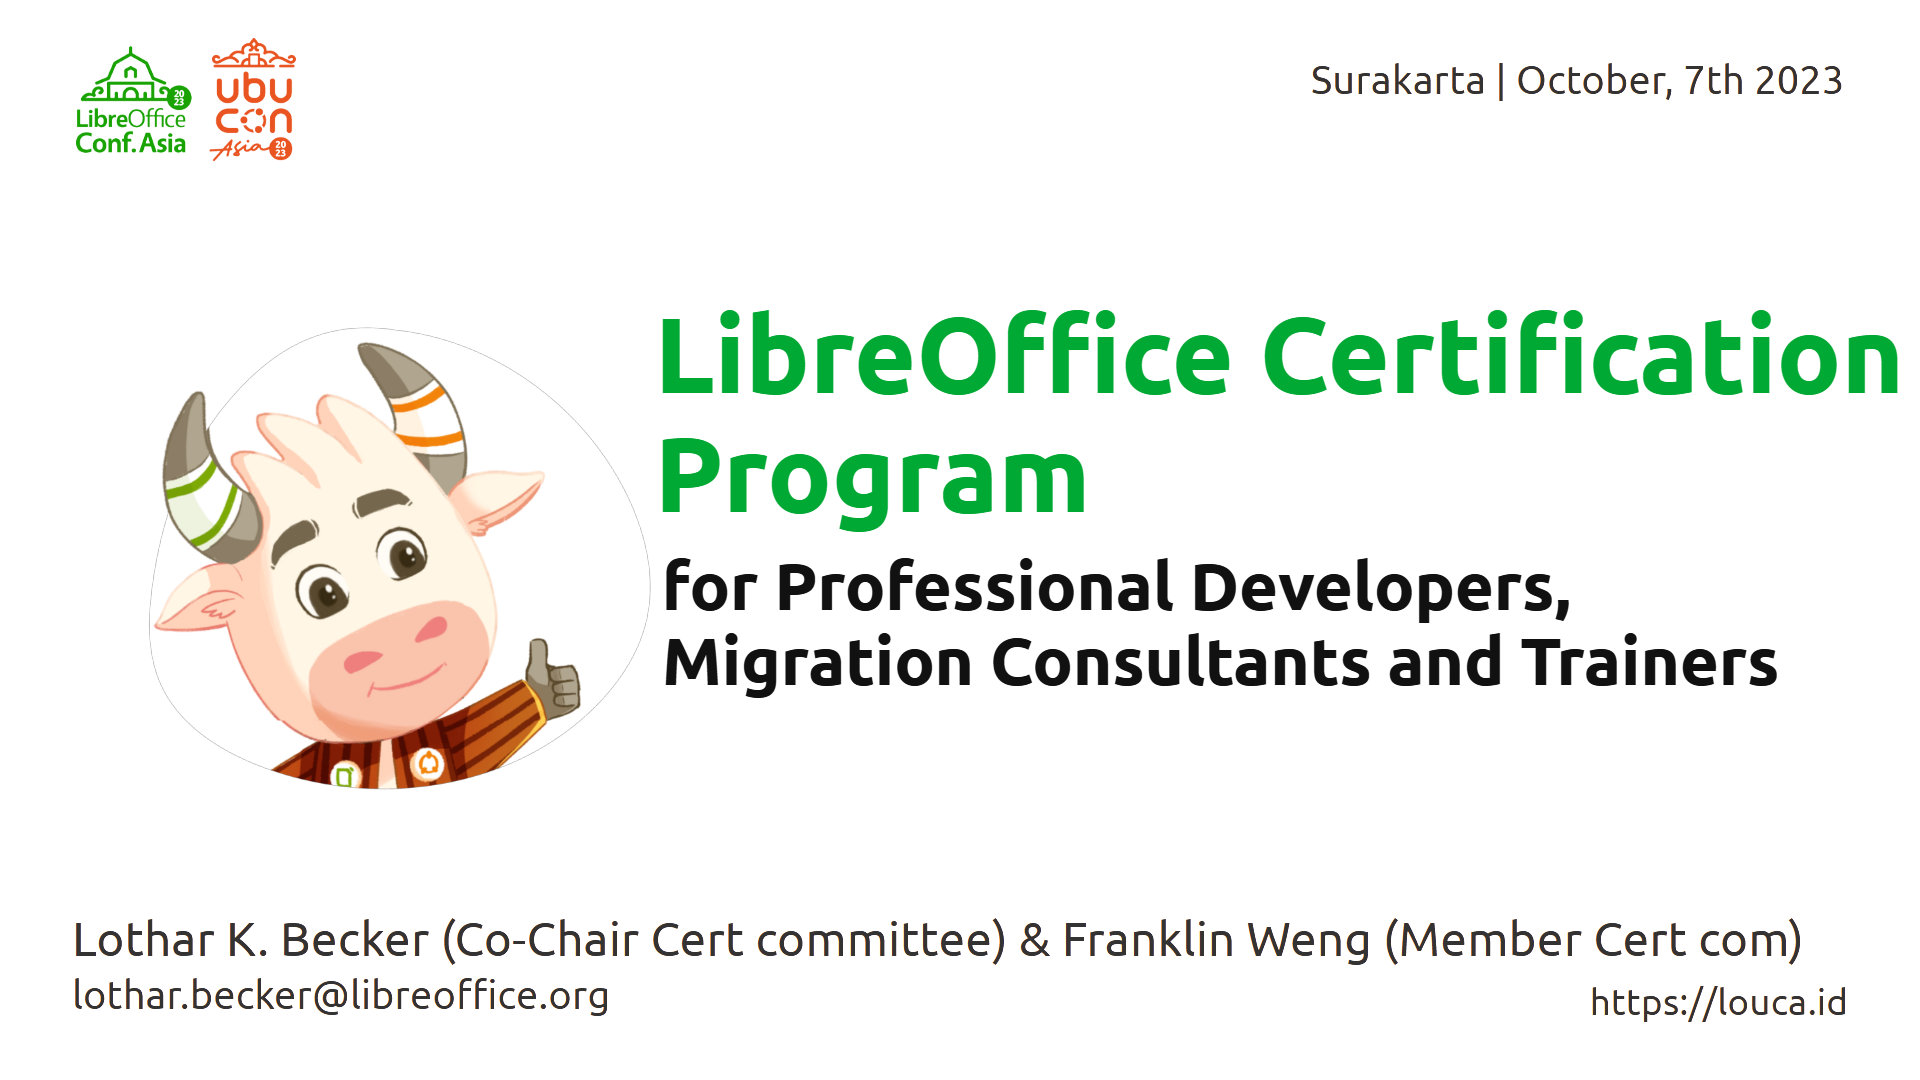 2023
LibreOffice
Conf.Asia
ubu
con
Asia 2023
Surakarta | October, 7th 2023
LibreOffice Certification
Program
for Professional Developers,
Migration Consultants and Trainers
Lothar K. Becker (Co-Chair Cert committee) & Franklin Weng (Member Cert com)
lothar.becker@libreoffice.org
https://louca.id